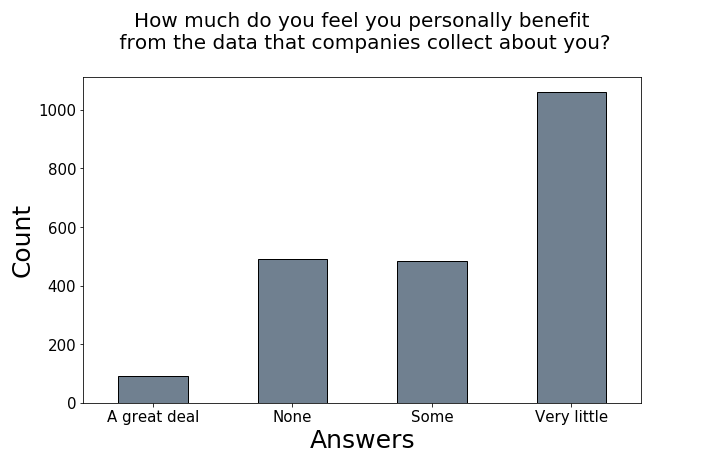 How much do you feel you personally benefit
from the data that companies collect about you?
1000
800
600
400
200
0
Count
A great deal
None
Some
Very little
Answers